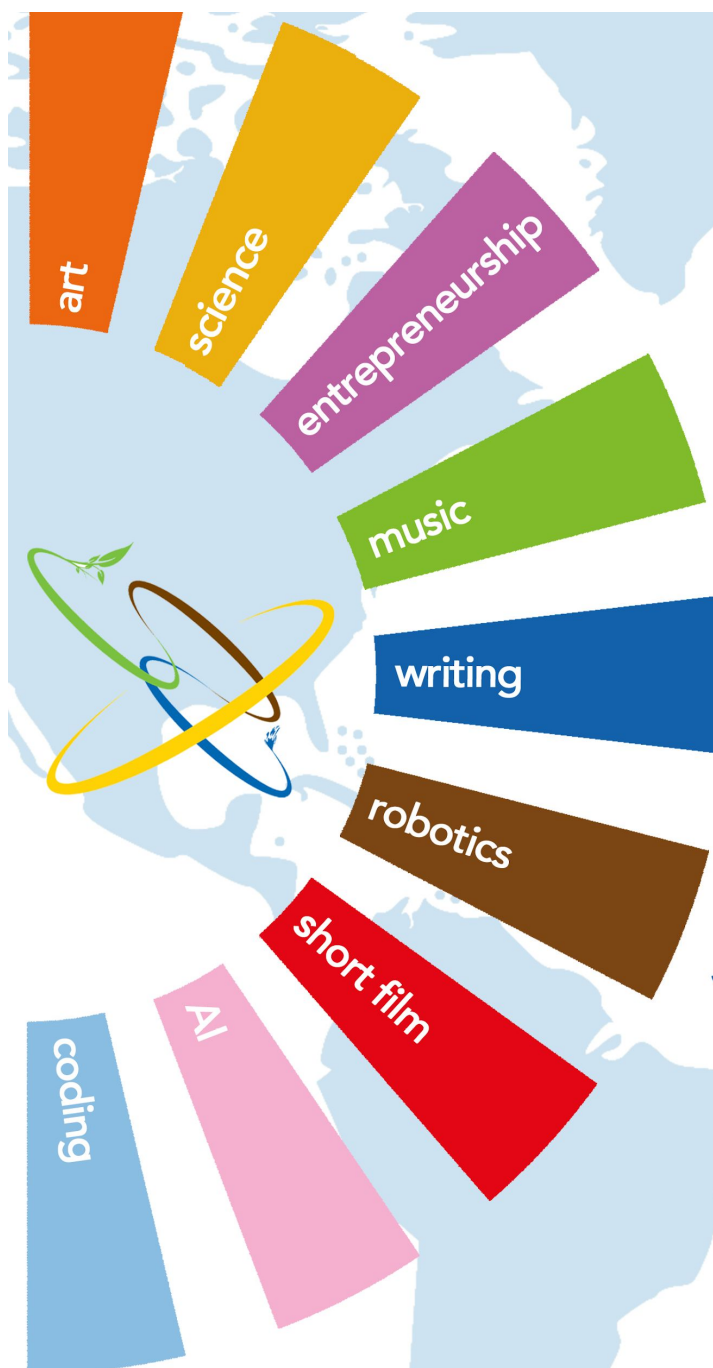 art
science
entrepreneurship
music
writing
robotics
short film
AI
coding